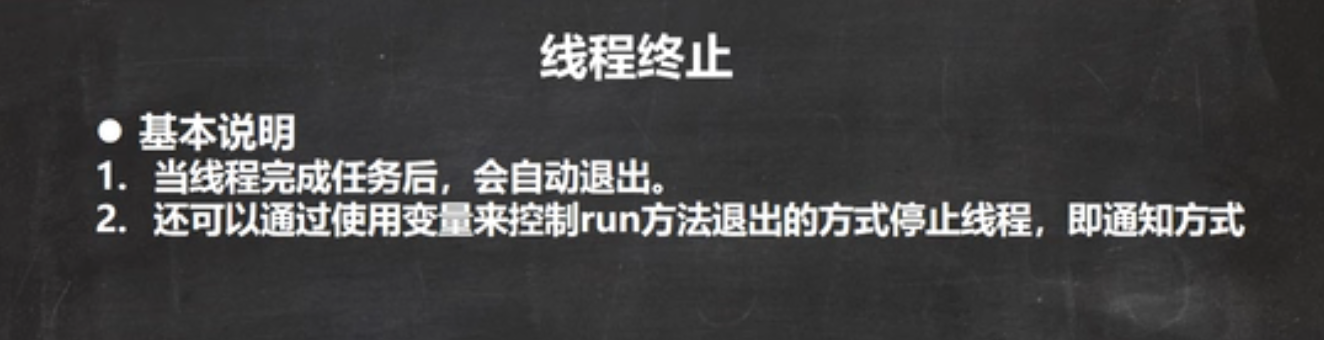 线程终止
● 基本说明
1. 当线程完成任务后，会自动退出。
2. 还可以通过使用变量来控制run方法退出的方式停止线程，即通知方式